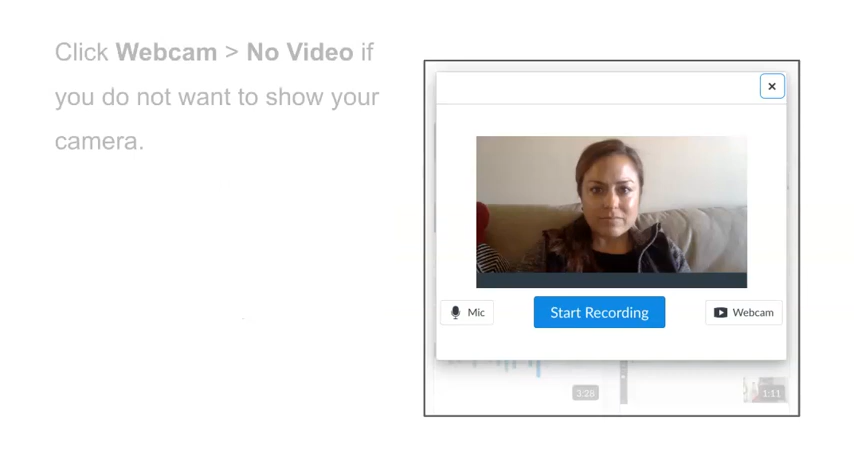 Click Webcam > No Video if
you do not want to show your
camera.
×
Mic
Start Recording
Webcam
3:28
1:11